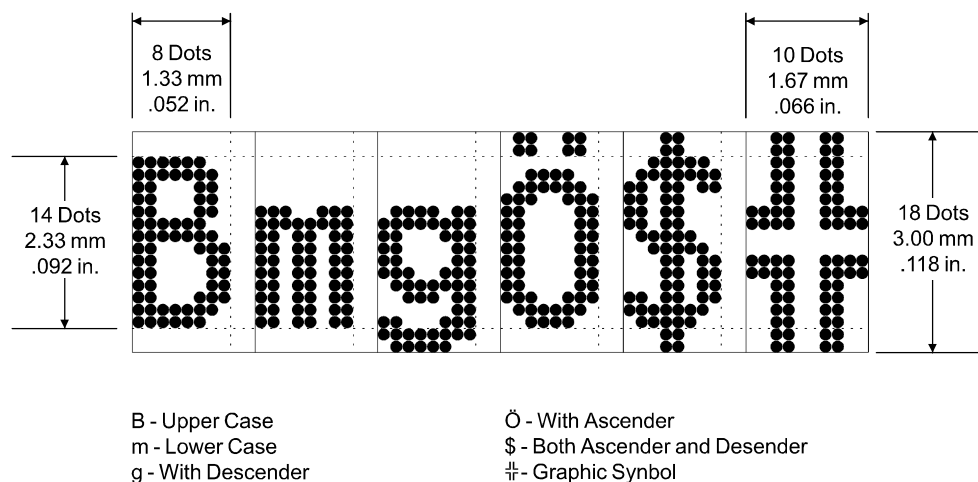 8 Dots
1.33 mm
.052 in.
10 Dots
1.67 mm
.066 in.
14 Dots
2.33 mm
.092 in.
BmgÖ$╬
18 Dots
3.00 mm
.118 in.
B - Upper Case
m - Lower Case
g - With Descender
Ö - With Ascender
$ - Both Ascender and Desender
╬ - Graphic Symbol